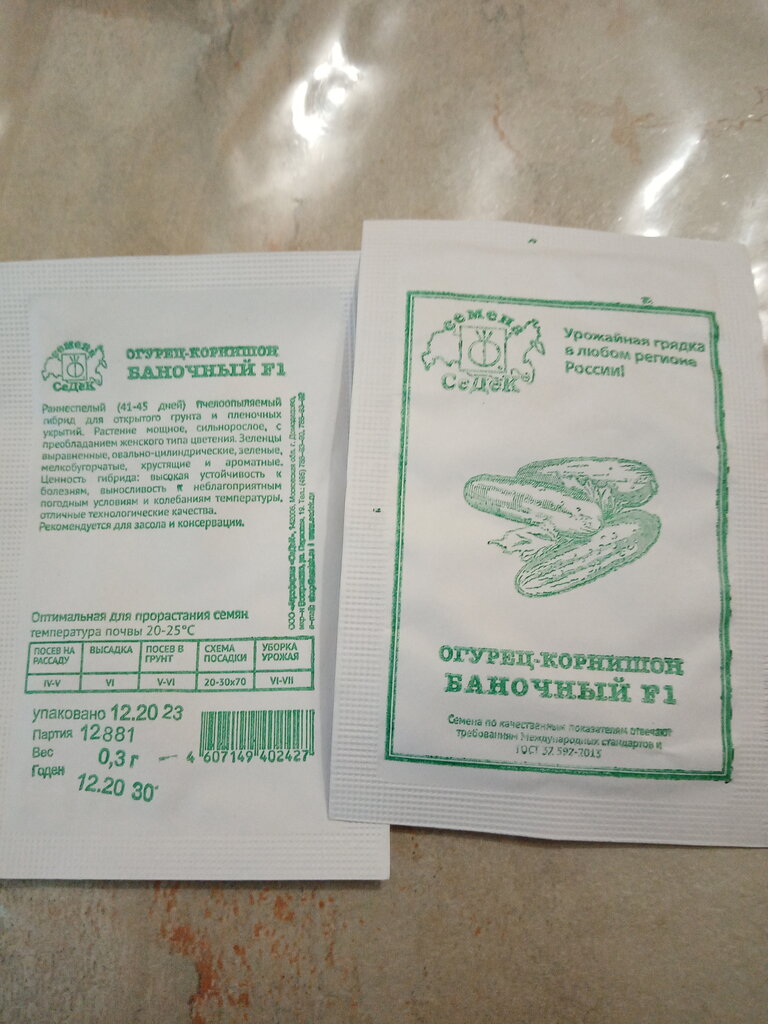 семена
СеДеК
ОГУРЕЦ-КОРНИШОН
БАНОЧНЫЙ F1
Раннеспелый (41-45 дней) пчелоопыляемый
гибрид для открытого грунта и пленочных
укрытий. Растение мощное, сильнорослое, с
преобладанием женского типа цветения. Зеленцы
выравненные, овально-цилиндрические, зеленые,
мелкобугорчатые, хрустящие и ароматные.
Ценность гибрида: высокая устойчивость к
болезням, выносливость к неблагоприятным
погодным условиям и колебаниям температуры,
отличные технологические качества.
Рекомендуется для засола и консервации.
Оптимальная для прорастания семян
температура почвы 20-25°С
ПОСЕВ НА РАССАДУ ВЫСАДКА ПОСЕВ В ГРУНТ СХЕМА ПОСАДКИ УБОРКА УРОЖАЯ
IV-V VI V-VI 20-30х70 VI-VII
упаковано 12.20 23
Партия 12881
Вес 0,3 г
Годен 12.20 30
4 607149 402427
семена
СеДеК
Урожайная грядка
в любом регионе
России!
ОГУРЕЦ-КОРНИШОН
БАНОЧНЫЙ F1
Семена по качественным показателям отвечают
требованиям Международных стандартов и
ГОСТ 32592-2013